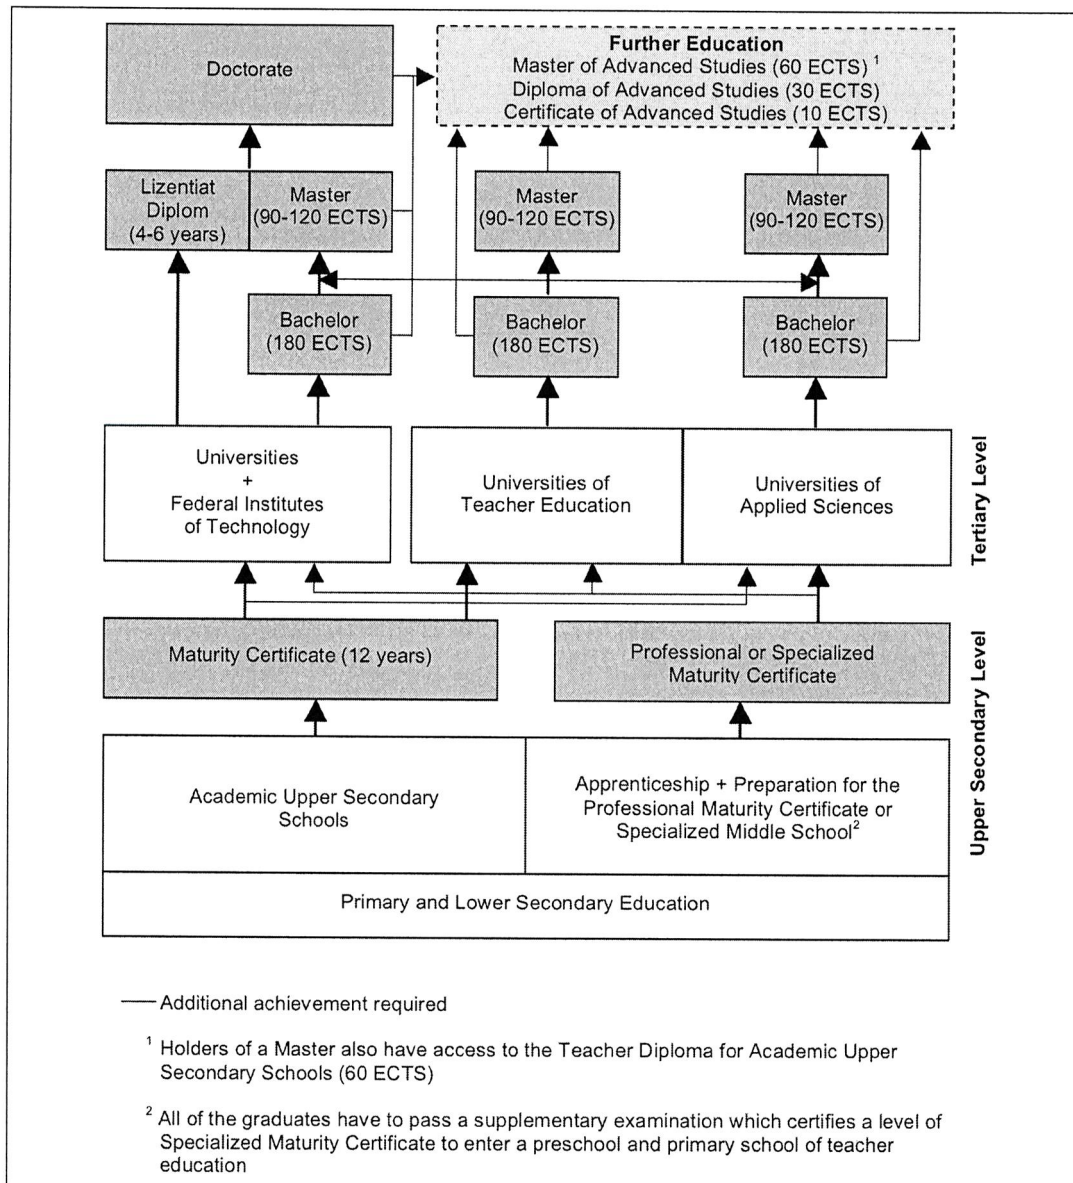 Doctorate
Further Education
Master of Advanced Studies (60 ECTS) ¹
Diploma of Advanced Studies (30 ECTS)
Certificate of Advanced Studies (10 ECTS)
Lizentiat
Diplom
(4-6 years)
Master
(90-120 ECTS)
Master
(90-120 ECTS)
Master
(90-120 ECTS)
Bachelor
(180 ECTS)
Bachelor
(180 ECTS)
Bachelor
(180 ECTS)
Universities
+
Federal Institutes
of Technology
Universities of
Teacher Education
Universities of
Applied Sciences
Tertiary Level
Maturity Certificate (12 years)
Professional or Specialized
Maturity Certificate
Academic Upper Secondary
Schools
Apprenticeship + Preparation for the
Professional Maturity Certificate or
Specialized Middle School²
Upper Secondary Level
Primary and Lower Secondary Education
Additional achievement required
¹ Holders of a Master also have access to the Teacher Diploma for Academic Upper
Secondary Schools (60 ECTS)
² All of the graduates have to pass a supplementary examination which certifies a level of
Specialized Maturity Certificate to enter a preschool and primary school of teacher
education